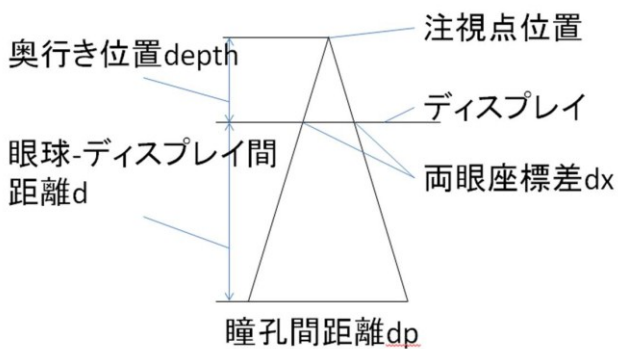 注視点位置
奥行き位置depth
ディスプレイ
眼球-ディスプレイ間
距離d
両眼座標差dx
瞳孔間距離dp